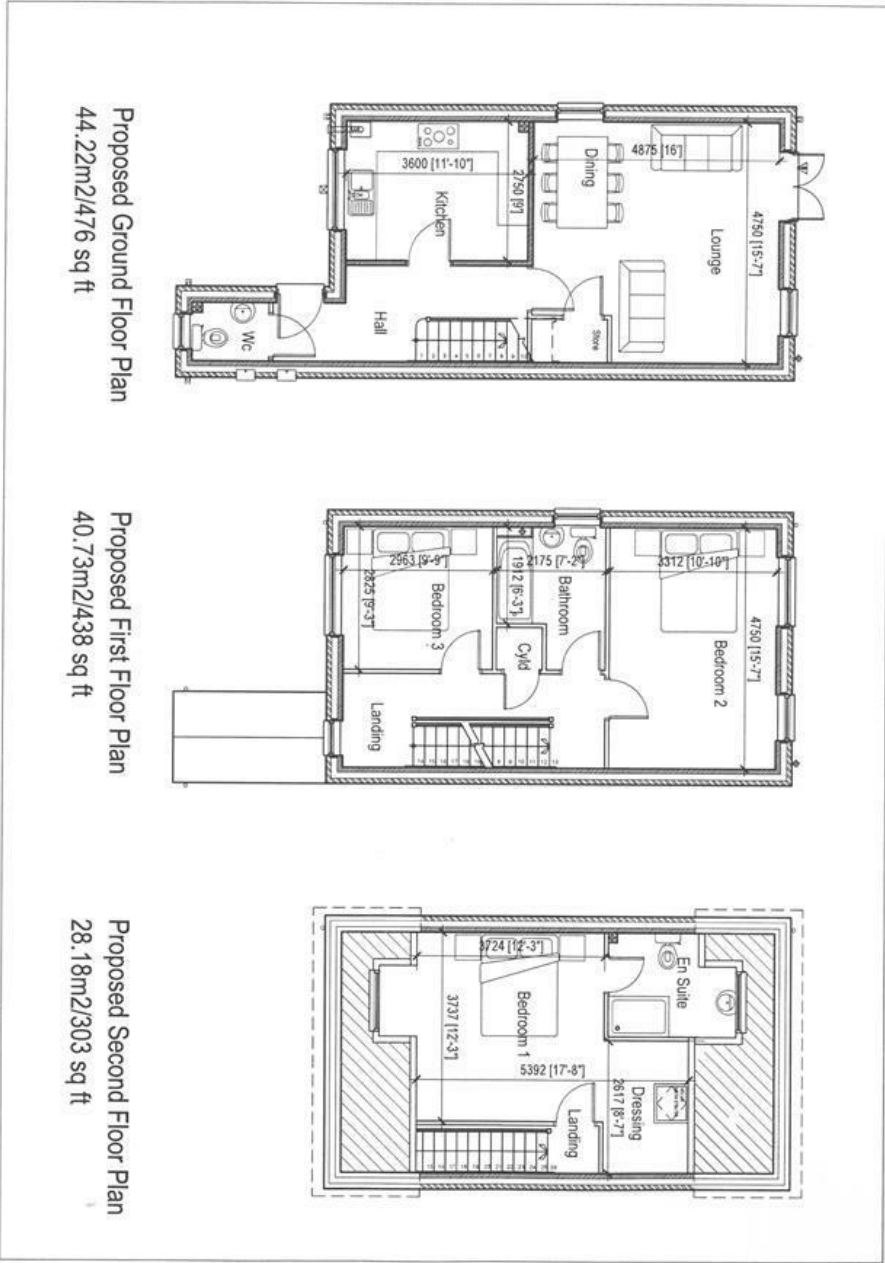 Lounge
4750 [15'-7"]
4875 [16']
Dining
Store
2750 [9']
3600 [11'-10"]
Kitchen
Hall
Wc
Proposed Ground Floor Plan
44.22m2/476 sq ft
Bedroom 2
4750 [15'-7"]
3312 [10'-10"]
Bathroom
2175 [7'-2"]
1912 [6'-3"]
Cyld
2963 [9'-9"]
2825 [9'-3"]
Bedroom 3
Landing
Proposed First Floor Plan
40.73m2/438 sq ft
En Suite
Dressing
2617 [8'-7"]
3724 [12'-3"]
Bedroom 1
5392 [17'-8"]
3737 [12'-3"]
Landing
Proposed Second Floor Plan
28.18m2/303 sq ft